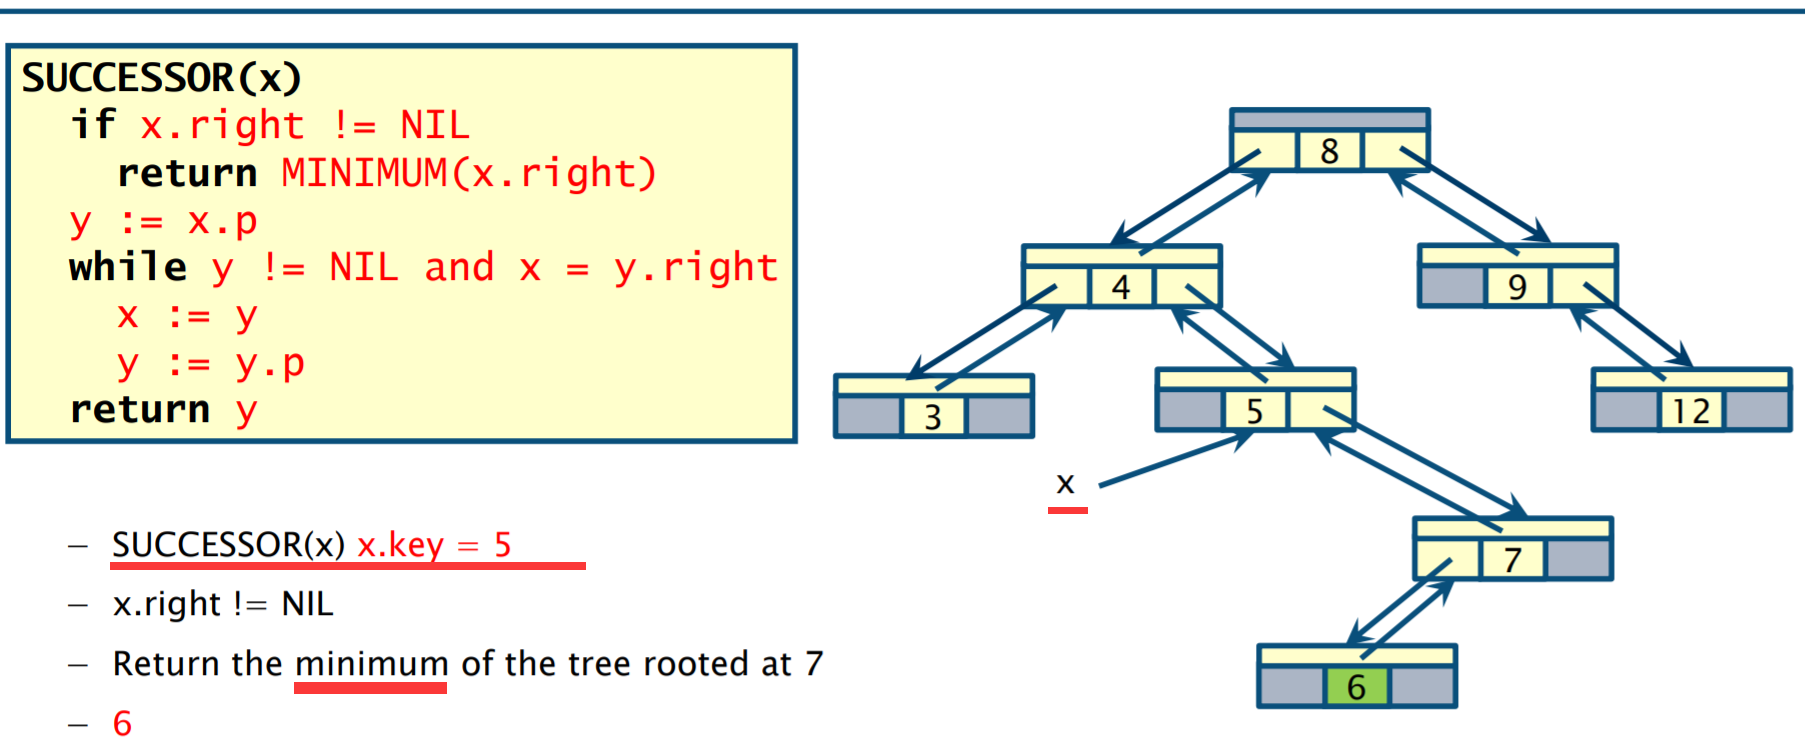 SUCCESSOR(x)
if x.right != NIL
return MINIMUM(x.right)
y := x.p
while y != NIL and x = y.right
x := y
y := y.p
return y
8
4
9
3
5
12
x
7
6
– SUCCESSOR(x) x.key = 5
– x.right != NIL
– Return the minimum of the tree rooted at 7
– 6